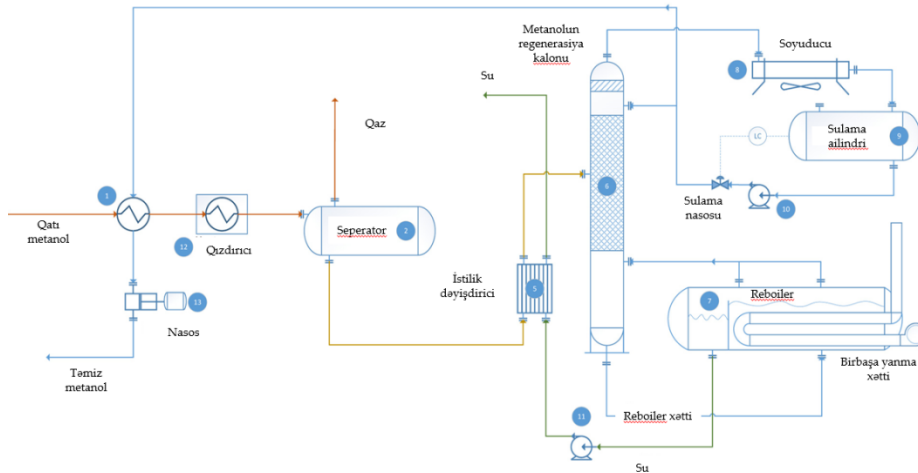 Metanolun
regenerasiya
kalonu
Soyuducu
8
Su
Qaz
LC
Sulama
ailindri
9
1
6
Sulama
nasosu
10
Qatı
metanol
12
Qızdırıcı
Seperator
2
İstilik
dəyişdirici
5
7
Reboiler
13
Nasos
Təmiz
metanol
Birbaşa yanma
xətti
11
Reboiler xətti
Su